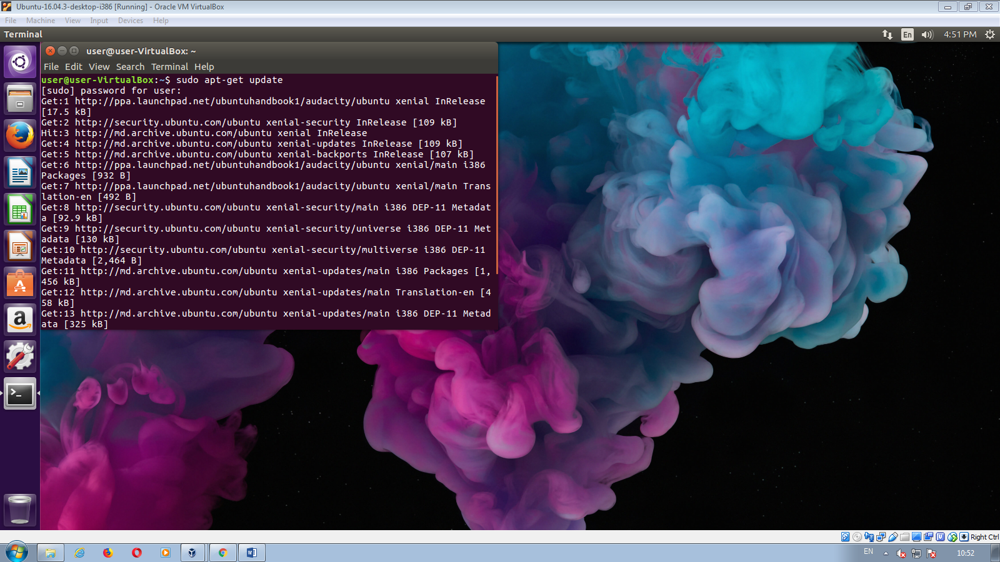 Ubuntu-16.04.3-desktop-i386 [Running] - Oracle VM VirtualBox
File Machine View Input Devices Help
Terminal En 4:51 PM
user@user-VirtualBox: ~
File Edit View Search Terminal Help
user@user-VirtualBox:~$ sudo apt-get update
[sudo] password for user:
Get:1 http://ppa.launchpad.net/ubuntuhandbook1/audacity/ubuntu xenial InRelease
[17.5 kB]
Get:2 http://security.ubuntu.com/ubuntu xenial-security InRelease [109 kB]
Hit:3 http://md.archive.ubuntu.com/ubuntu xenial InRelease
Get:4 http://md.archive.ubuntu.com/ubuntu xenial-updates InRelease [109 kB]
Get:5 http://md.archive.ubuntu.com/ubuntu xenial-backports InRelease [107 kB]
Get:6 http://ppa.launchpad.net/ubuntuhandbook1/audacity/ubuntu xenial/main i386
Packages [932 B]
Get:7 http://ppa.launchpad.net/ubuntuhandbook1/audacity/ubuntu xenial/main Trans
lation-en [492 B]
Get:8 http://security.ubuntu.com/ubuntu xenial-security/main i386 DEP-11 Metadat
a [92.9 kB]
Get:9 http://security.ubuntu.com/ubuntu xenial-security/universe i386 DEP-11 Met
adata [130 kB]
Get:10 http://security.ubuntu.com/ubuntu xenial-security/multiverse i386 DEP-11
Metadata [2,464 B]
Get:11 http://md.archive.ubuntu.com/ubuntu xenial-updates/main i386 Packages [1,
456 kB]
Get:12 http://md.archive.ubuntu.com/ubuntu xenial-updates/main Translation-en [4
58 kB]
Get:13 http://md.archive.ubuntu.com/ubuntu xenial-updates/main i386 DEP-11 Metad
ata [325 kB]
Right Ctrl
EN 10:52